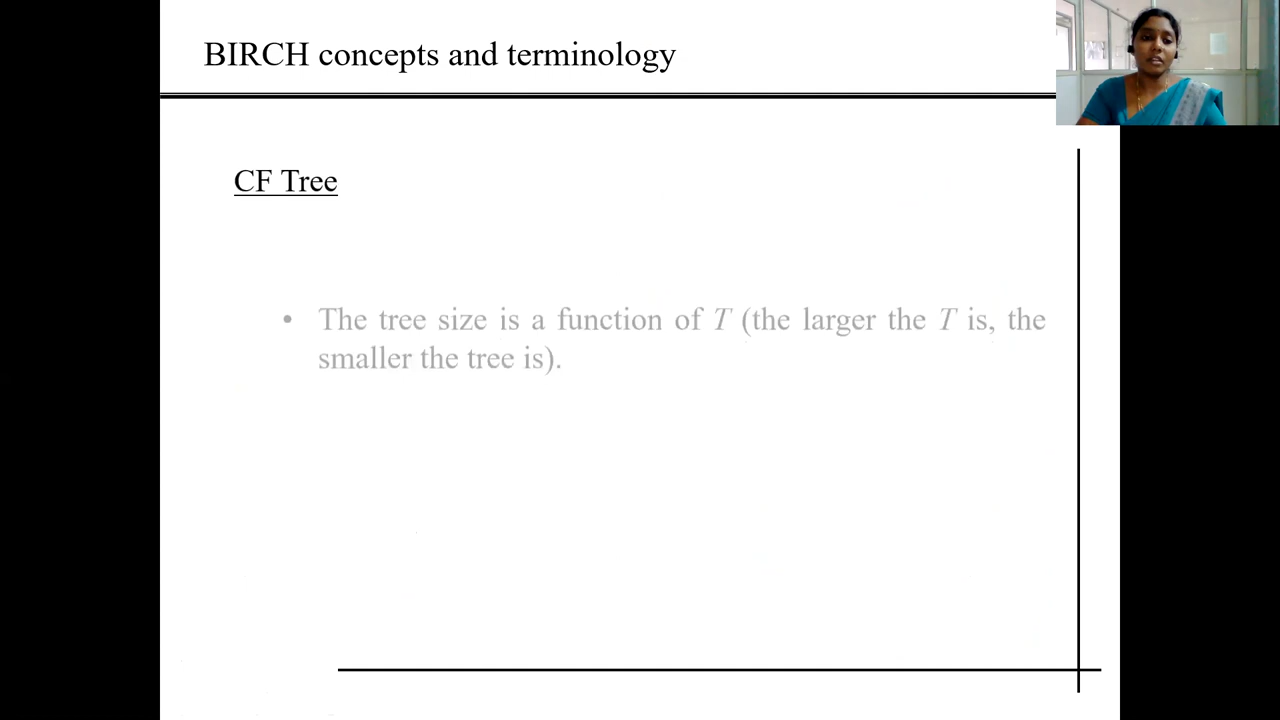 BIRCH concepts and terminology
CF Tree
• The tree size is a function of T (the larger the T is, the
smaller the tree is).